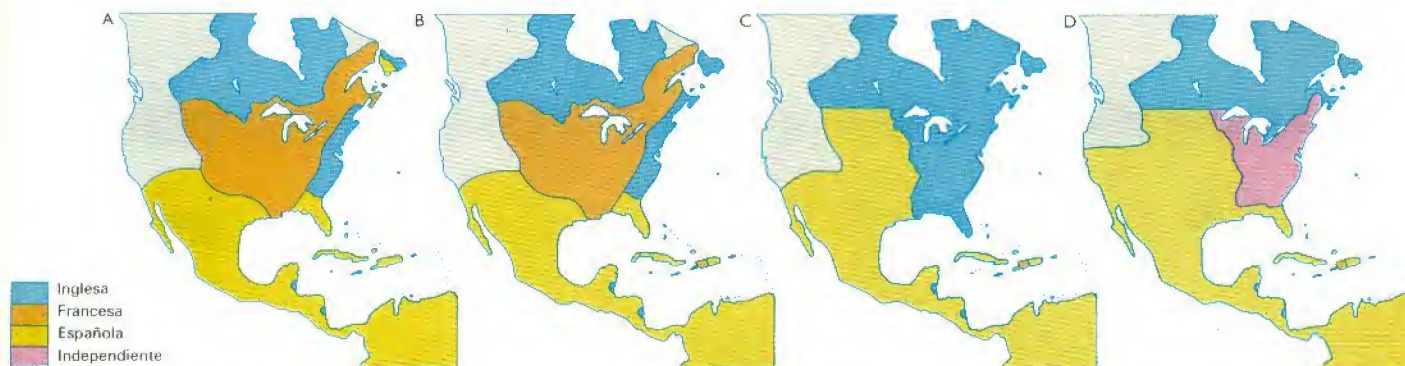 A
B
C
D
Inglesa
Francesa
Española
Independiente